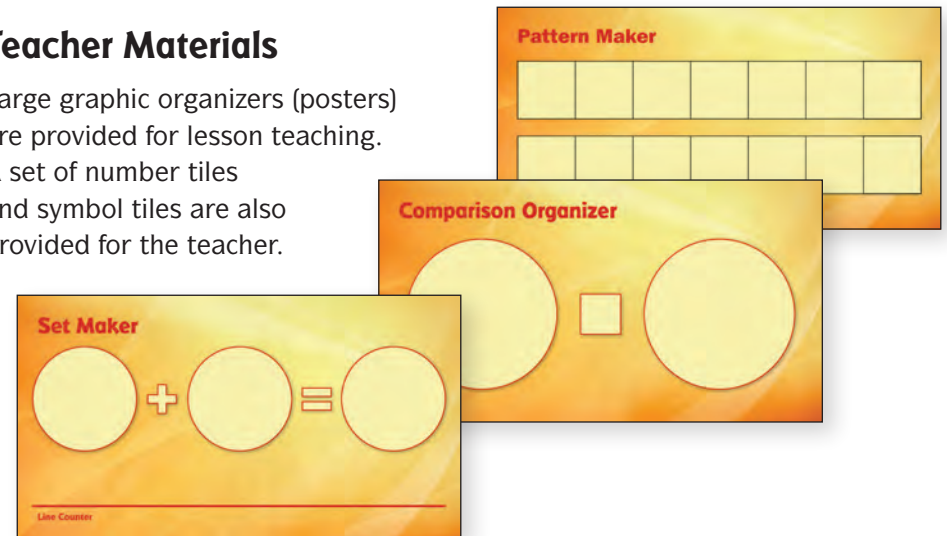 Teacher Materials
arge graphic organizers (posters)
re provided for lesson teaching.
set of number tiles
nd symbol tiles are also
rovided for the teacher.
Pattern Maker
Comparison Organizer
Set Maker
+
=
Line Counter